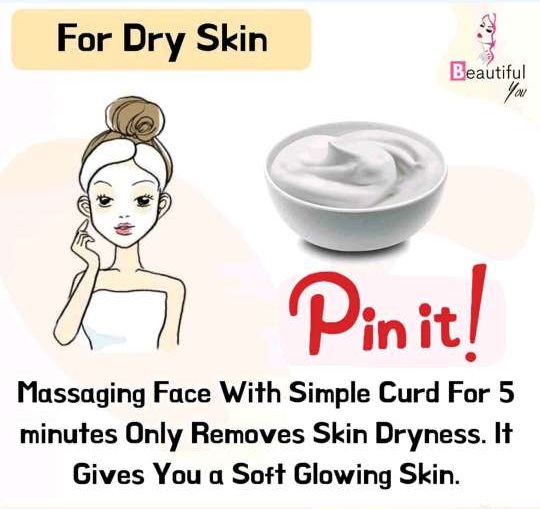 For Dry Skin
Beautiful
You
Pin it!
Massaging Face With Simple Curd For 5
minutes Only Removes Skin Dryness. It
Gives You a Soft Glowing Skin.